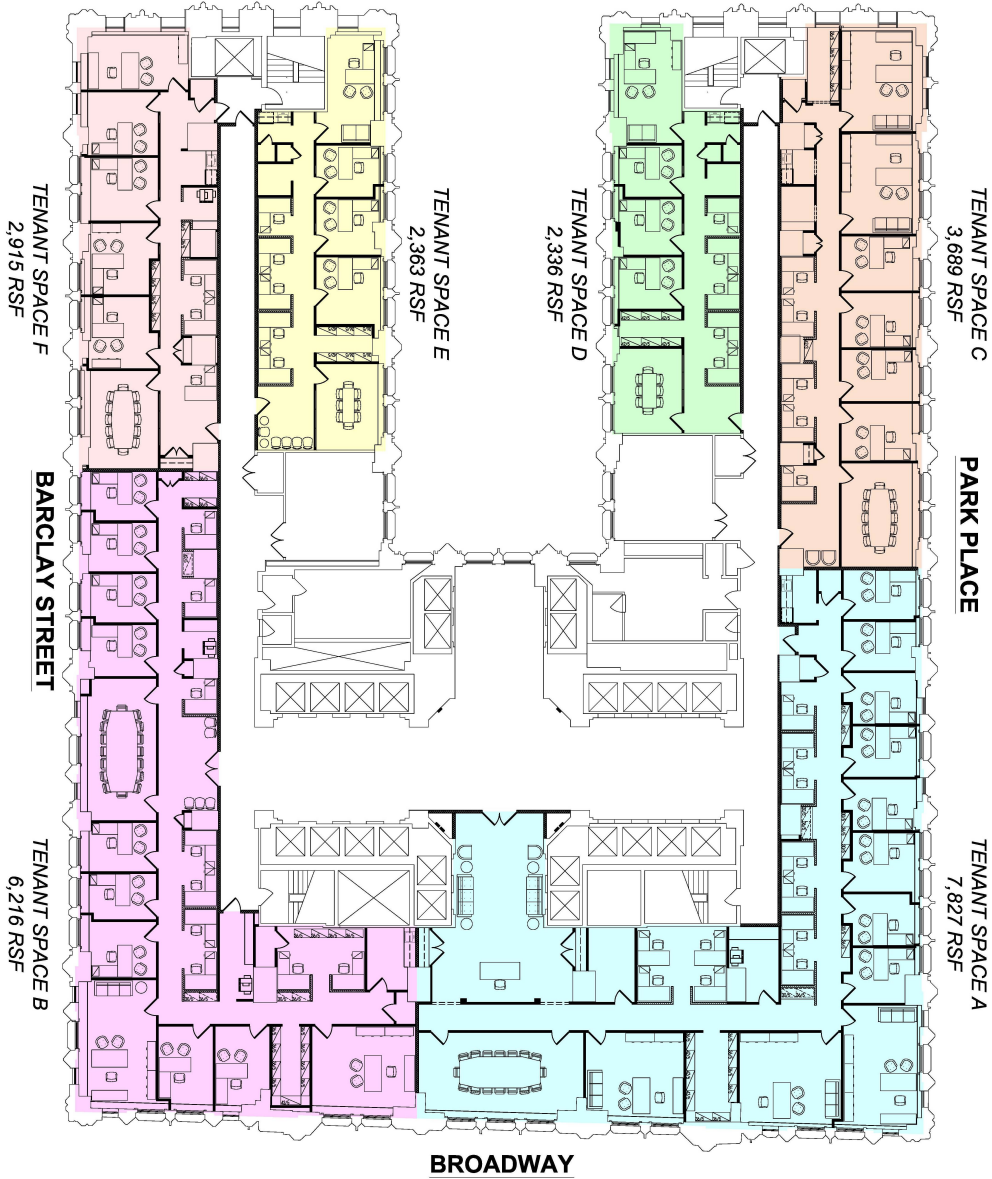 TENANT SPACE F
2,915 RSF
TENANT SPACE E
2,363 RSF
TENANT SPACE D
2,336 RSF
TENANT SPACE C
3,689 RSF
BARCLAY STREET
PARK PLACE
TENANT SPACE B
6,216 RSF
TENANT SPACE A
7,827 RSF
BROADWAY